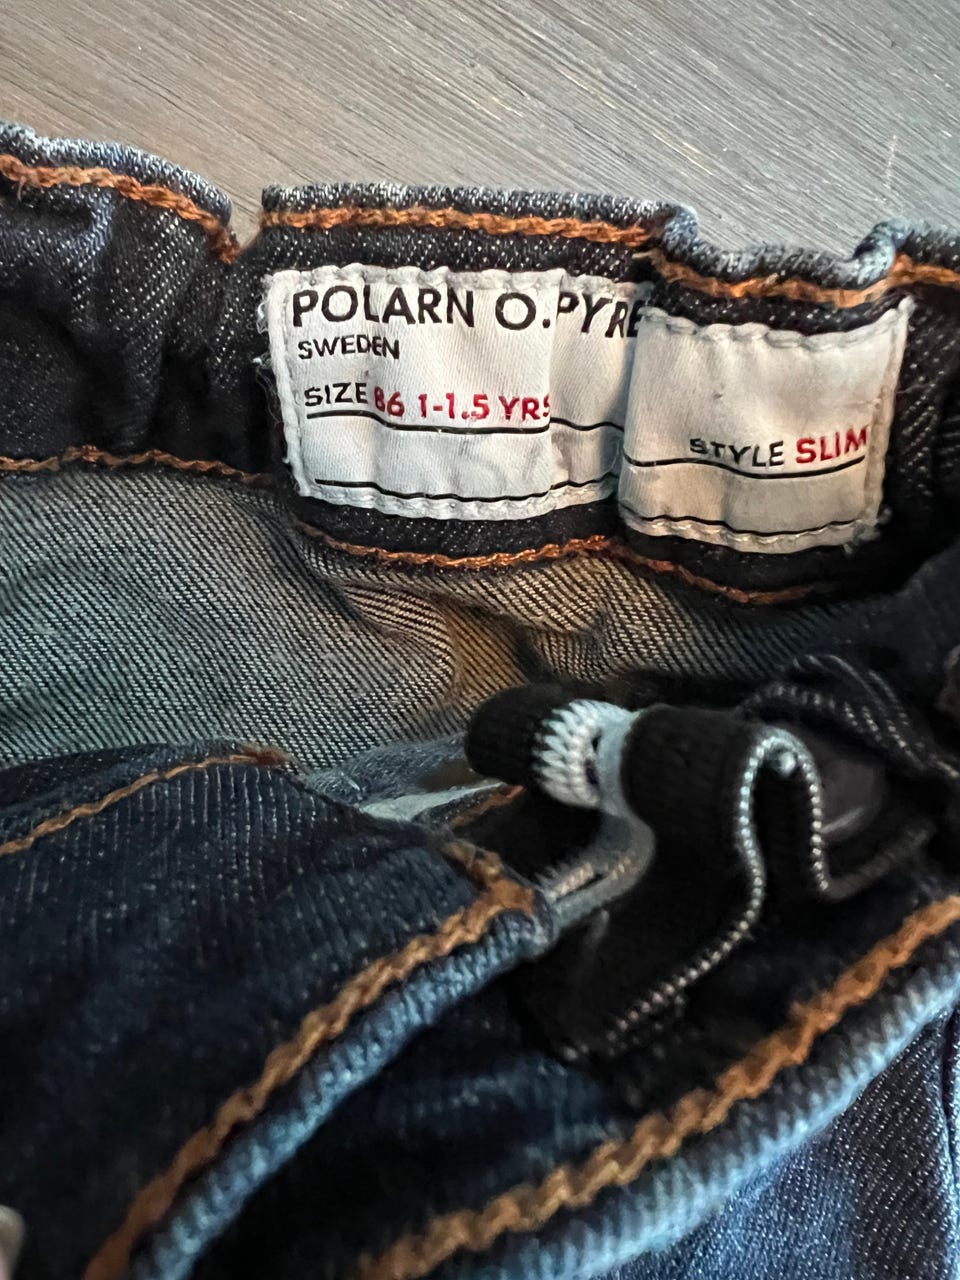 POLARN O.PYRE
SWEDEN
SIZE 86 1-1.5 YRS
STYLE SLIM